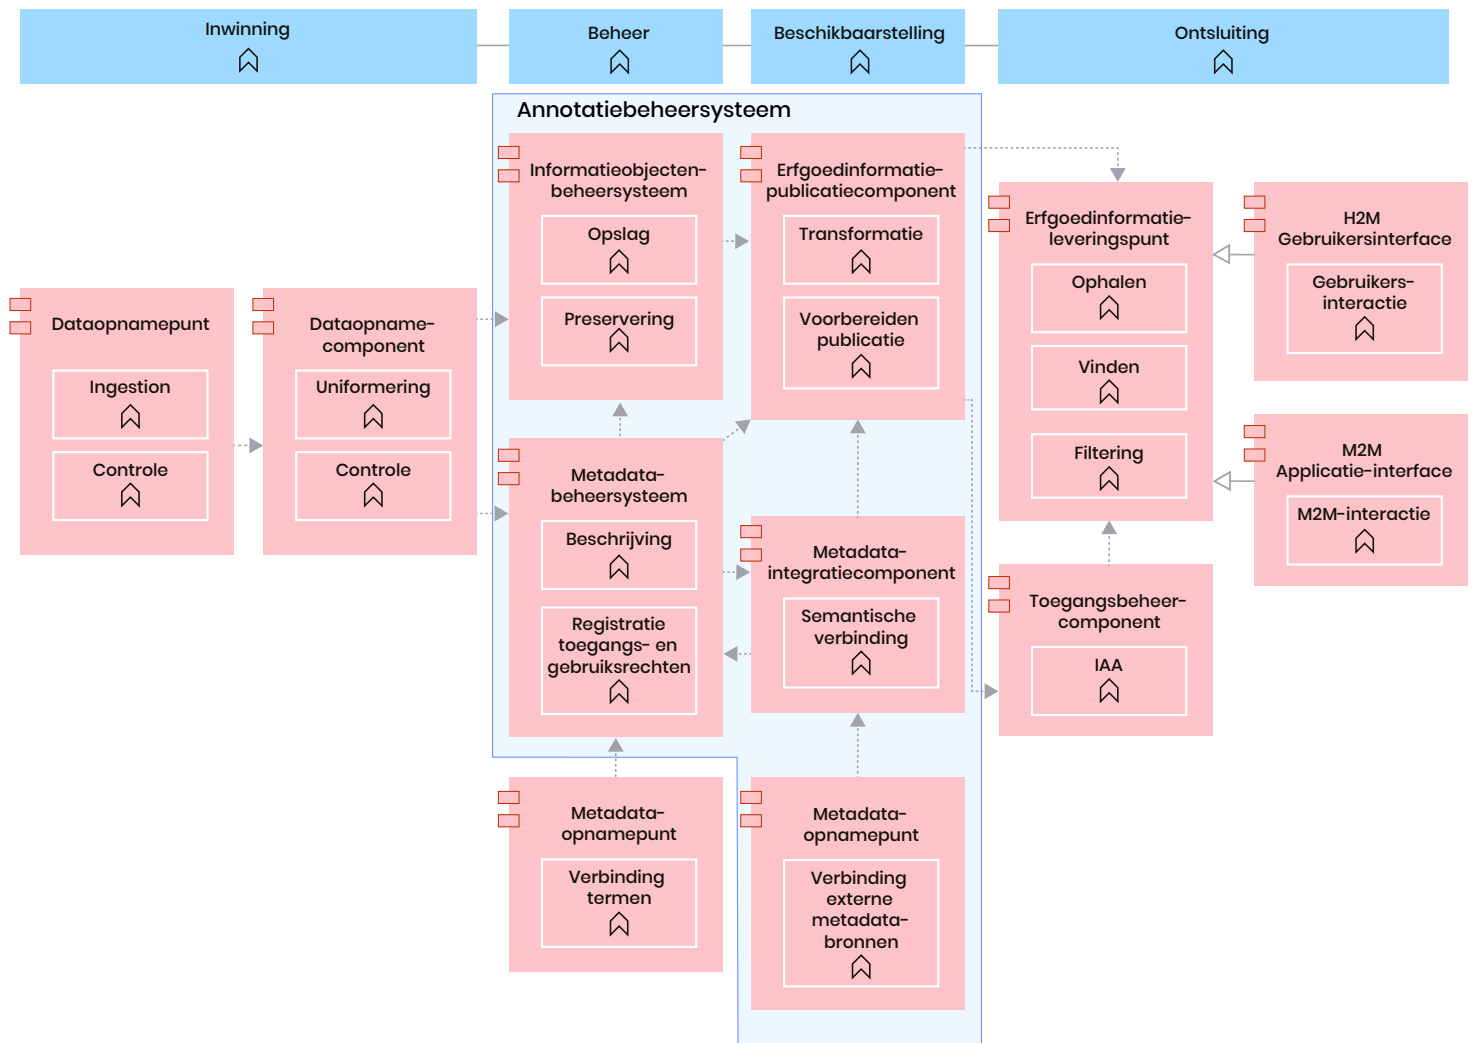 Inwinning
Beheer
Beschikbaarstelling
Ontsluiting
Annotatiebeheersysteem
Dataopnamepunt
Ingestion
Controle
Dataopname-
component
Uniformering
Controle
Informatieobjecten-
beheersysteem
Opslag
Preservering
Metadata-
beheersysteem
Beschrijving
Registratie
toegangs- en
gebruiksrechten
Metadata-
opnamepunt
Verbinding
termen
Erfgoedinformatie-
publicatiecomponent
Transformatie
Voorbereiden
publicatie
Metadata-
integratiecomponent
Semantische
verbinding
Metadata-
opnamepunt
Verbinding
externe
metadata-
bronnen
Erfgoedinformatie-
leveringspunt
Ophalen
Vinden
Filtering
Toegangsbeheer-
component
IAA
H2M
Gebruikersinterface
Gebruikers-
interactie
M2M
Applicatie-interface
M2M-interactie